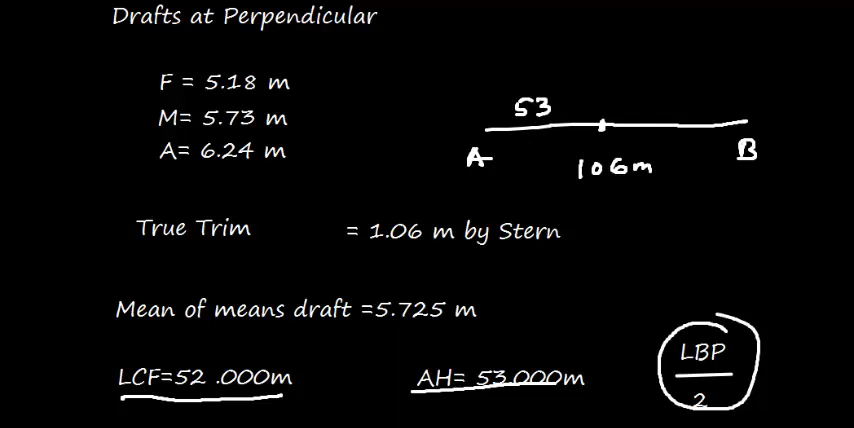 Drafts at Perpendicular
F = 5.18 m
M= 5.73 m
A= 6.24 m
53
A
B
106m
True Trim = 1.06 m by Stern
Mean of means draft =5.725 m
LCF=52 .000m
AH= 53.000m
LBP
2